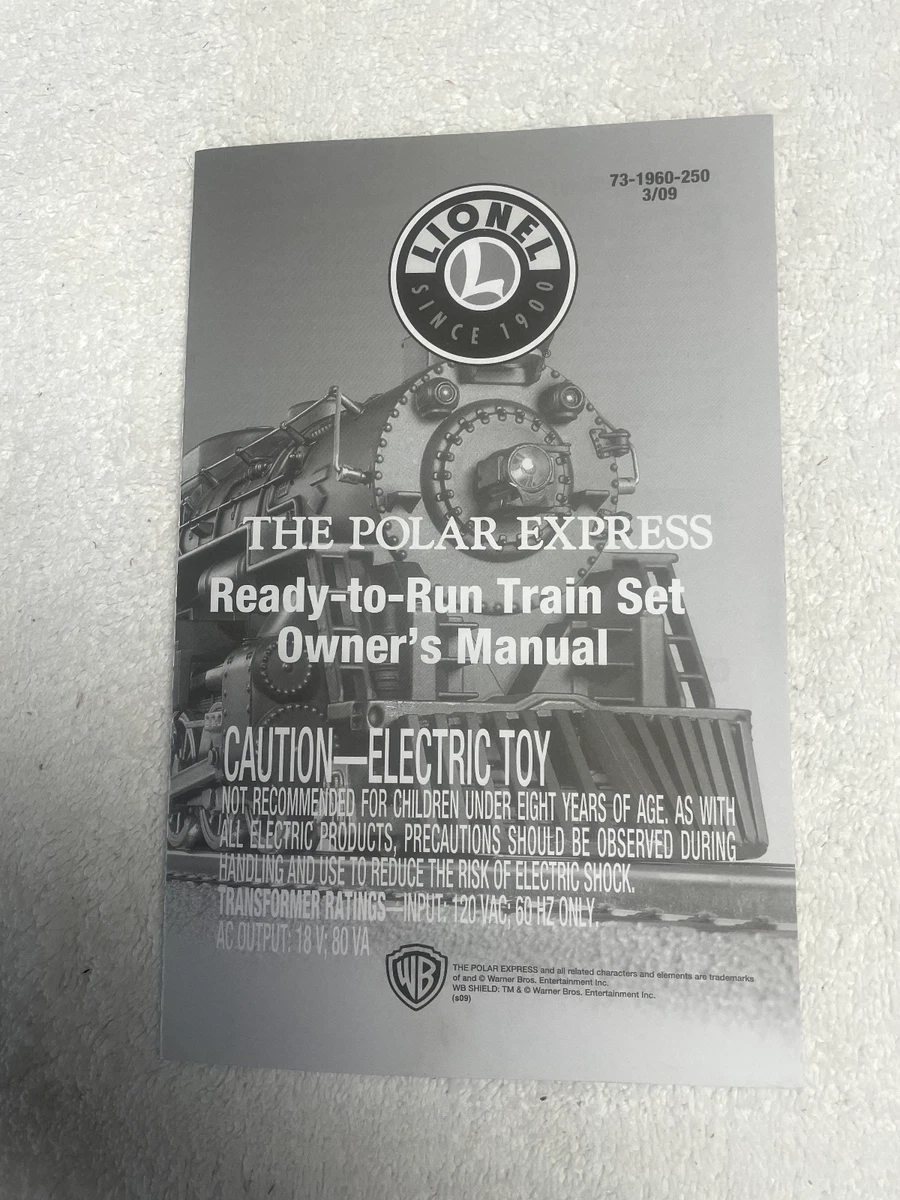 73-1960-250
3/09
LIONEL
L
SINCE 1900
THE POLAR EXPRESS
Ready-to-Run Train Set
Owner's Manual
CAUTION—ELECTRIC TOY
NOT RECOMMENDED FOR CHILDREN UNDER EIGHT YEARS OF AGE. AS WITH
ALL ELECTRIC PRODUCTS, PRECAUTIONS SHOULD BE OBSERVED DURING
HANDLING AND USE TO REDUCE THE RISK OF ELECTRIC SHOCK.
TRANSFORMER RATINGS—INPUT: 120 VAC; 60 HZ ONLY.
AC OUTPUT: 18 V; 80 VA
WB
THE POLAR EXPRESS and all related characters and elements are trademarks
of and © Warner Bros. Entertainment Inc.
WB SHIELD: TM & © Warner Bros. Entertainment Inc.
(s09)